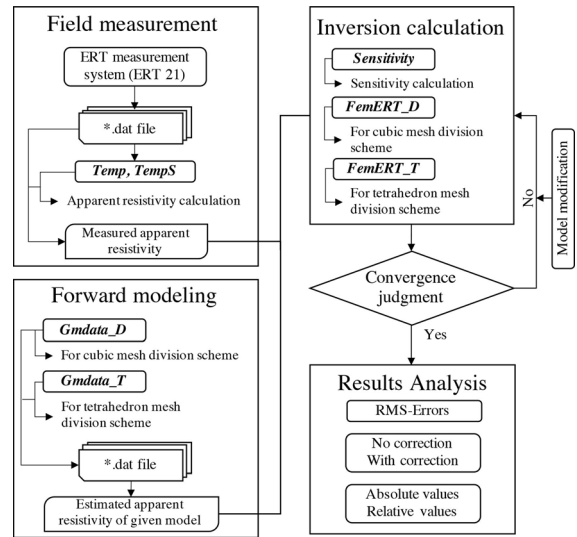 Field measurement
ERT measurement
system (ERT 21)
*.dat file
Temp, TempS
Apparent resistivity calculation
Measured apparent
resistivity
Forward modeling
Gmdata_D
For cubic mesh division scheme
Gmdata_T
For tetrahedron mesh
division scheme
*.dat file
Estimated apparent
resistivity of given model
Inversion calculation
Sensitivity
Sensitivity calculation
FemERT_D
For cubic mesh division
scheme
FemERT_T
For tetrahedron mesh
division scheme
No
Model modification
Convergence
judgment
Yes
Results Analysis
RMS-Errors
No correction
With correction
Absolute values
Relative values